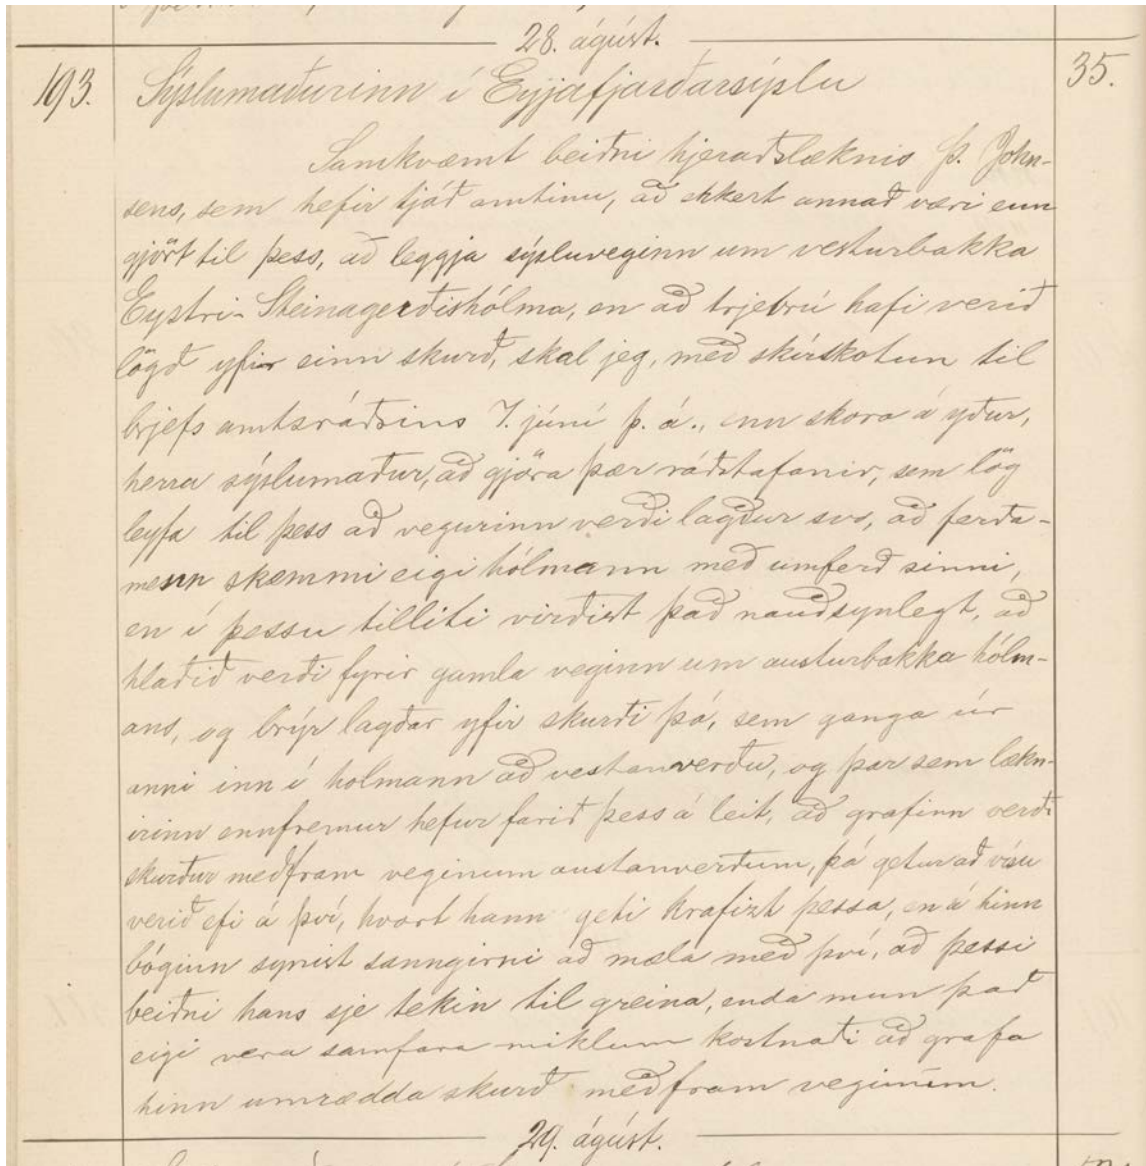 28. ágúst.
193. Sýslumaðurinn í Eyjafjarðarsýslu 35.
Samkvæmt beiðni hjeraðslæknis Þ. John-
sens, sem hefir tjáð amtinu, að ekkert annað væri enn
gjört til þess, að leggja sýsluveginn um vesturbakka
Eystri-Steinagerðishólma, en að trjebrú hafi verið
lögð yfir einn skurð, skal jeg, með skírskotun til
brjefs amtsráðsins 7. júní þ. á., enn skora á yður,
herra sýslumaður, að gjöra þær ráðstafanir, sem lög
leyfa til þess að vegurinn verði lagður svo, að ferða-
menn skemmi eigi hólmann með umferð sinni,
en í þessu tilliti virðist það nauðsynlegt, að
hlaðið verði fyrir gamla veginn um austurbakka hólm-
ans, og brýr lagðar yfir skurði þá, sem ganga úr
ánni inn í hólmann að vestanverðu, og þar sem lækn-
irinn ennfremur hefur farið þess á leit, að grafinn verði
skurður meðfram veginum austanverðum, þá getur að vísu
verið efi á því, hvort hann geti krafizt þessa, en á hinn
bóginn synist sanngirni að mæla með því, að þessi
beiðni hans sje tekin til greina, enda mun það
eigi vera samfara miklum kostnaði að grafa
hinn umrædda skurð meðfram veginum.
29. ágúst.